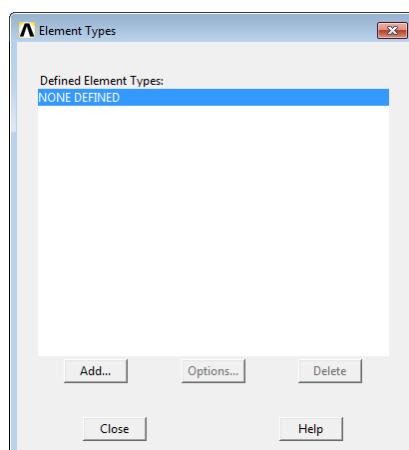 Element Types
Defined Element Types:
NONE DEFINED
Add... Options... Delete
Close Help